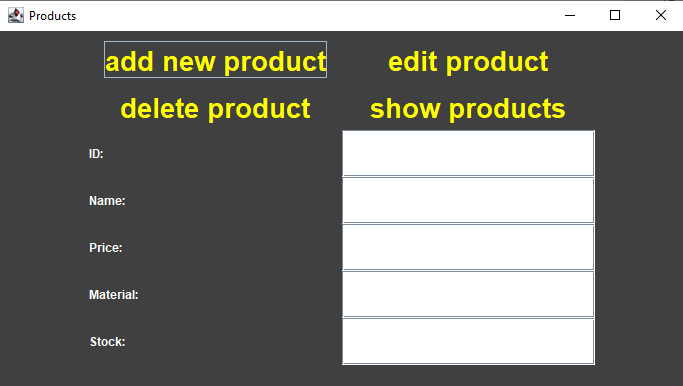 Products
add new product edit product
delete product show products
ID:
Name:
Price:
Material:
Stock: